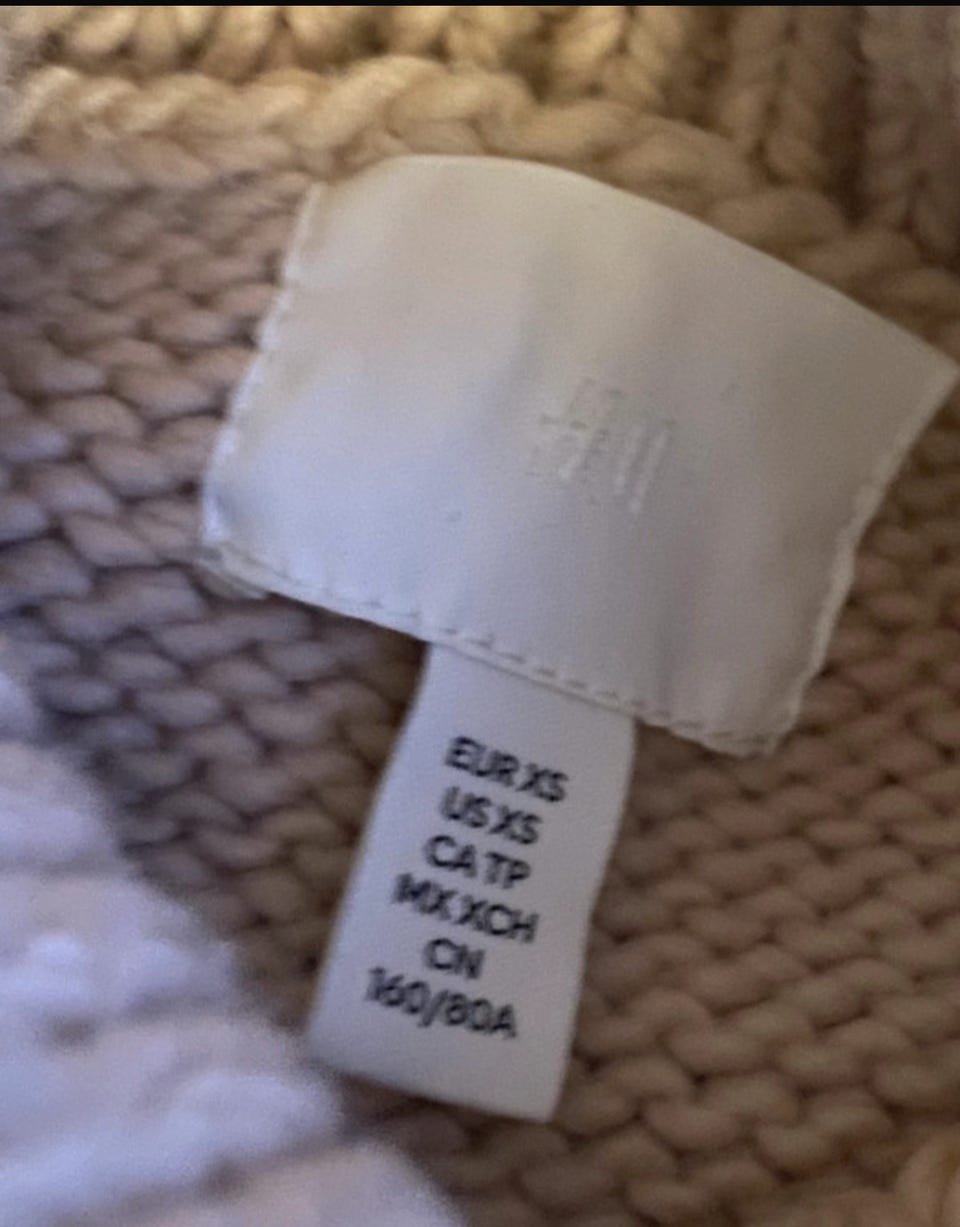 EUR XS
US XS
CA TP
MX XCH
CN
160/80A